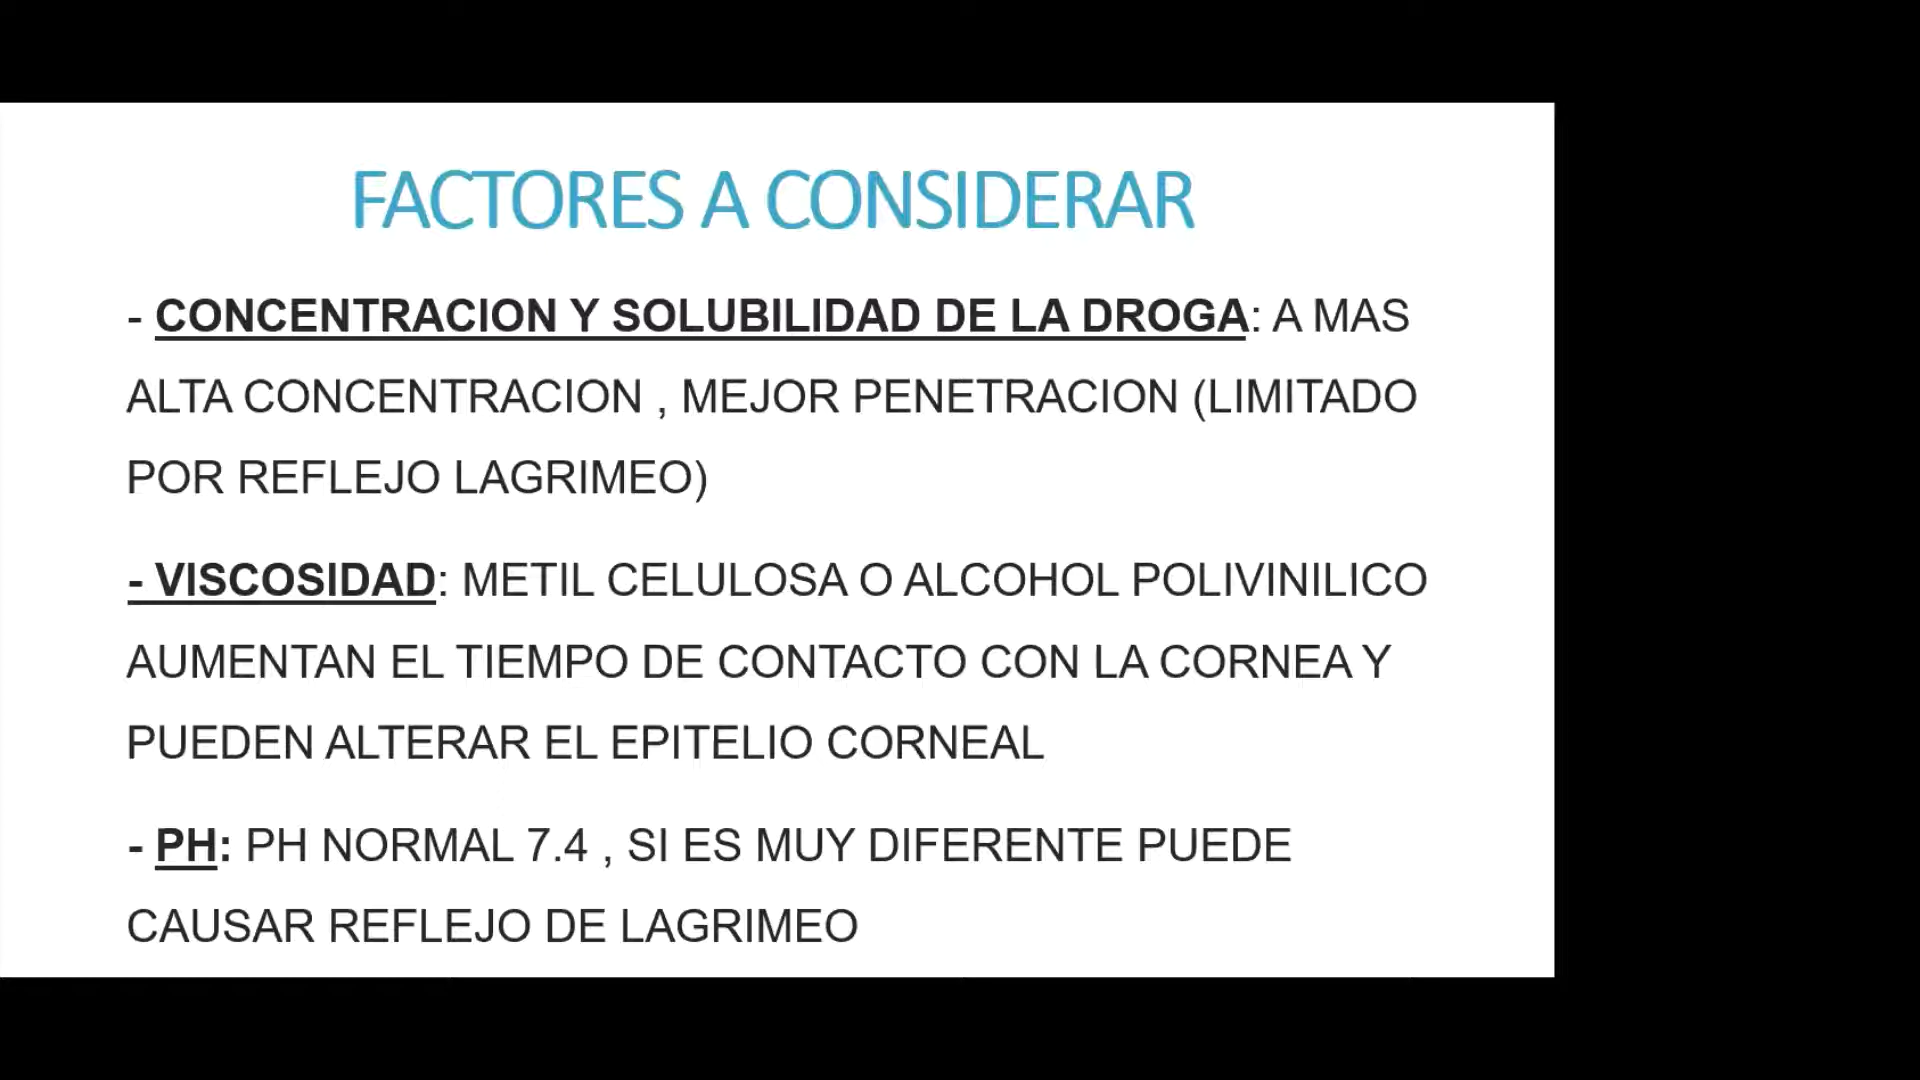 FACTORES A CONSIDERAR
- CONCENTRACION Y SOLUBILIDAD DE LA DROGA: A MAS
ALTA CONCENTRACION , MEJOR PENETRACION (LIMITADO
POR REFLEJO LAGRIMEO)
- VISCOSIDAD: METIL CELULOSA O ALCOHOL POLIVINILICO
AUMENTAN EL TIEMPO DE CONTACTO CON LA CORNEA Y
PUEDEN ALTERAR EL EPITELIO CORNEAL
- PH: PH NORMAL 7.4 , SI ES MUY DIFERENTE PUEDE
CAUSAR REFLEJO DE LAGRIMEO